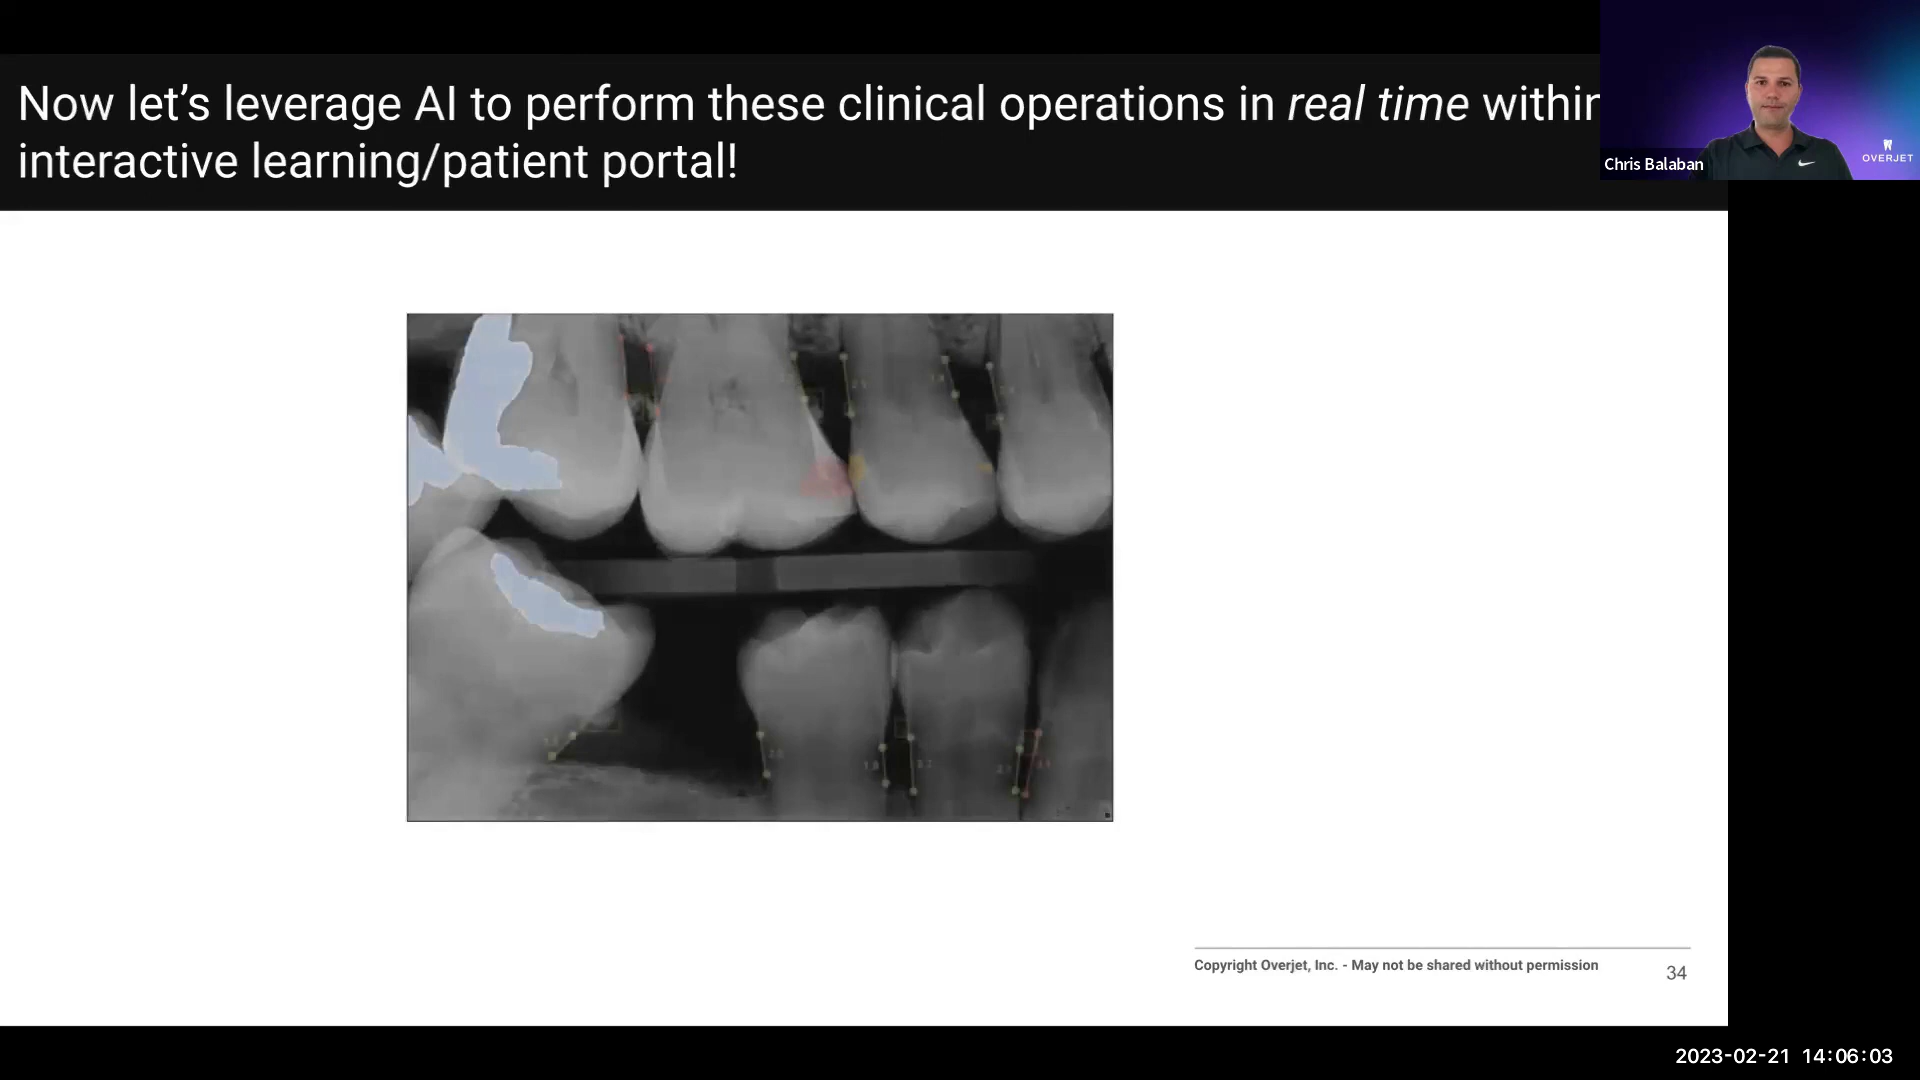 Now let’s leverage AI to perform these clinical operations in real time within
interactive learning/patient portal!
Chris Balaban
OVERJET
Copyright Overjet, Inc. - May not be shared without permission
34
2023-02-21 14:06:03